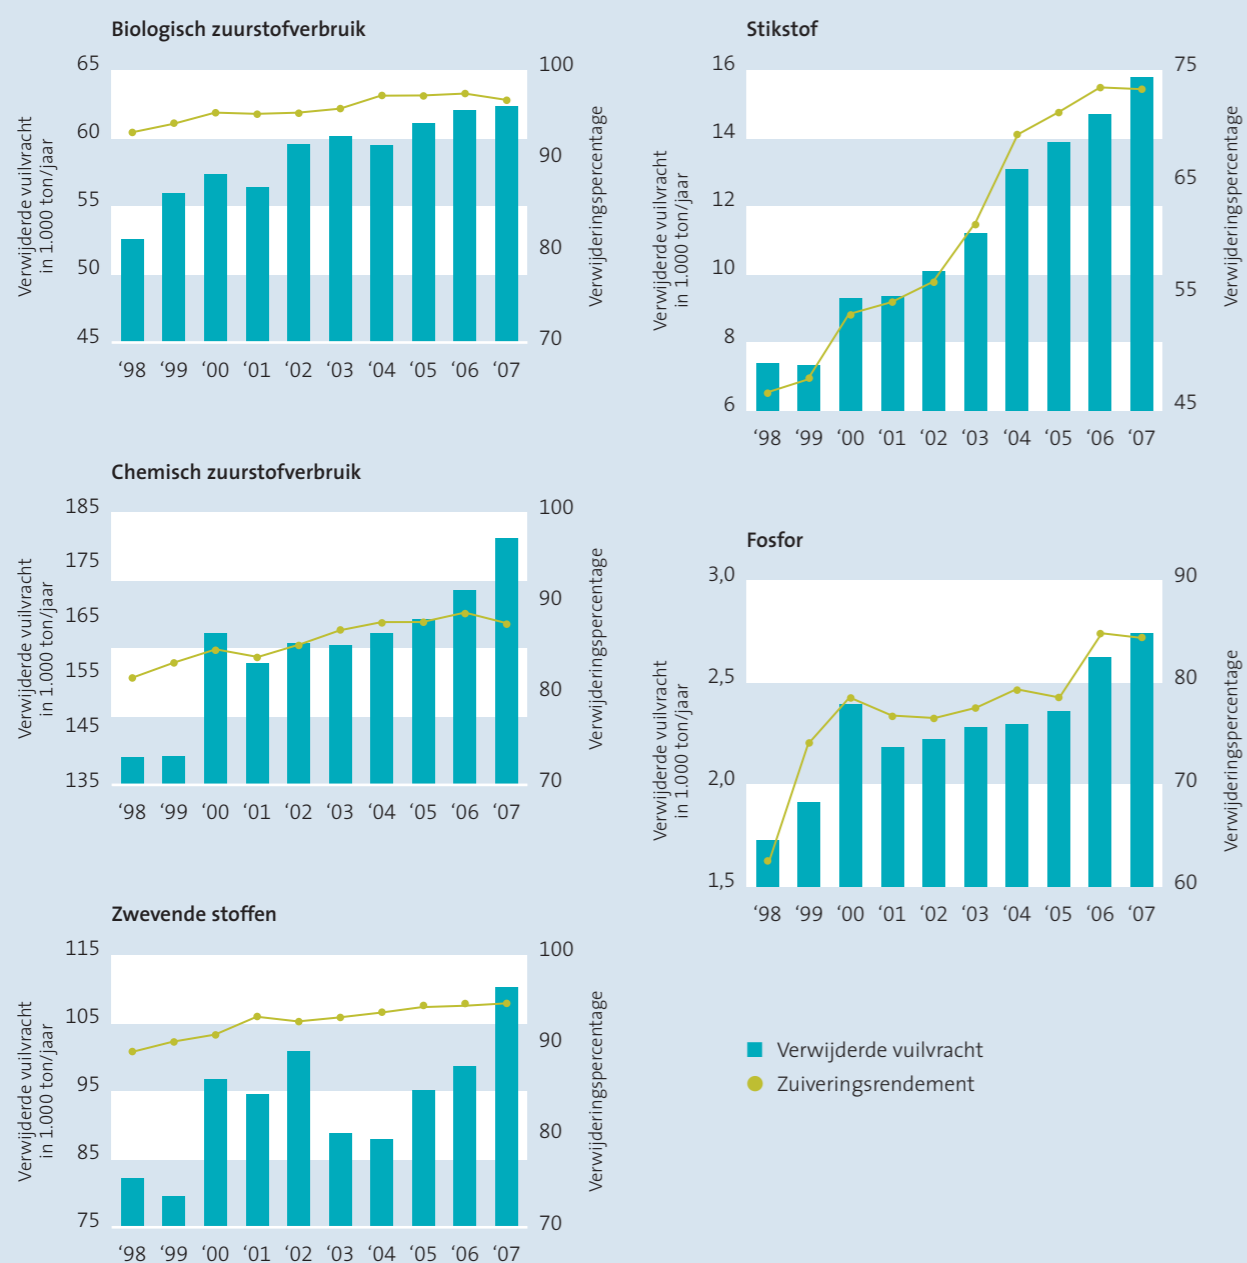 Biologisch zuurstofverbruik
Verwijderde vuilvracht
in 1.000 ton/jaar
65
60
55
50
45
100
90
80
70
Verwijderingspercentage
‘98 ‘99 ‘00 ‘01 ‘02 ‘03 ‘04 ‘05 ‘06 ‘07
Chemisch zuurstofverbruik
Verwijderde vuilvracht
in 1.000 ton/jaar
185
175
165
155
145
135
100
90
80
70
Verwijderingspercentage
‘98 ‘99 ‘00 ‘01 ‘02 ‘03 ‘04 ‘05 ‘06 ‘07
Zwevende stoffen
Verwijderde vuilvracht
in 1.000 ton/jaar
115
105
95
85
75
100
90
80
70
Verwijderingspercentage
‘98 ‘99 ‘00 ‘01 ‘02 ‘03 ‘04 ‘05 ‘06 ‘07
Stikstof
Verwijderde vuilvracht
in 1.000 ton/jaar
16
14
12
10
8
6
75
65
55
45
Verwijderingspercentage
‘98 ‘99 ‘00 ‘01 ‘02 ‘03 ‘04 ‘05 ‘06 ‘07
Fosfor
Verwijderde vuilvracht
in 1.000 ton/jaar
3,0
2,5
2,0
1,5
90
80
70
60
Verwijderingspercentage
‘98 ‘99 ‘00 ‘01 ‘02 ‘03 ‘04 ‘05 ‘06 ‘07
Verwijderde vuilvracht
Zuiveringsrendement